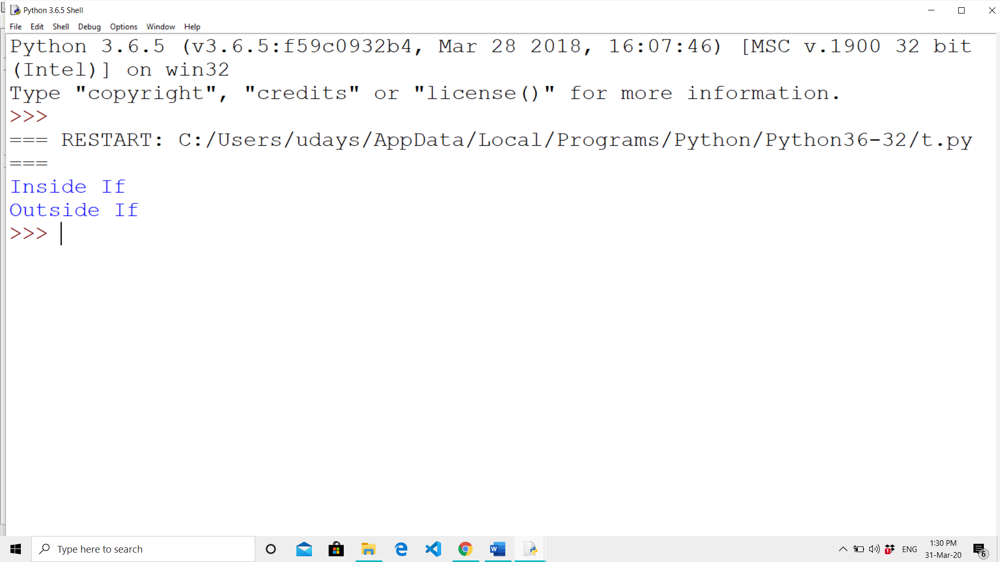 Python 3.6.5 Shell
File Edit Shell Debug Options Window Help
Python 3.6.5 (v3.6.5:f59c0932b4, Mar 28 2018, 16:07:46) [MSC v.1900 32 bit
(Intel)] on win32
Type "copyright", "credits" or "license()" for more information.
>>>
=== RESTART: C:/Users/udays/AppData/Local/Programs/Python/Python36-32/t.py
===
Inside If
Outside If
>>>
Type here to search
1
ENG
1:30 PM
31-Mar-20
6